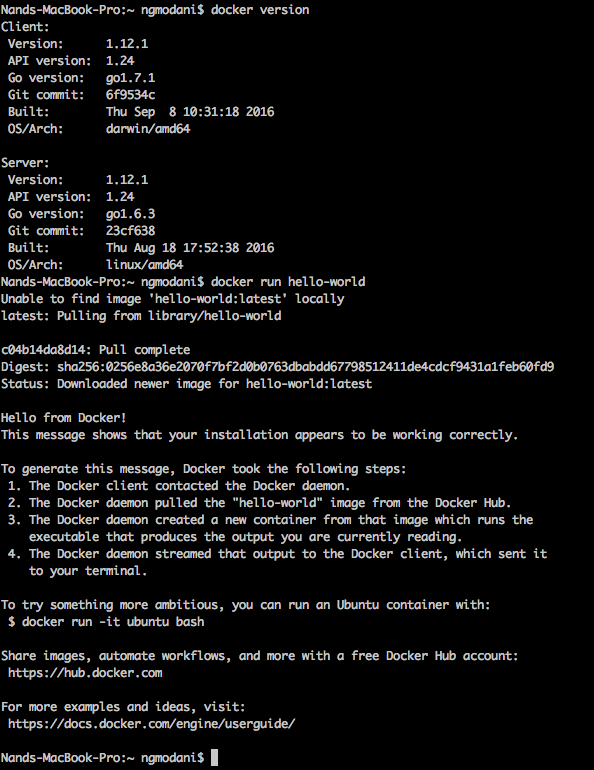 Nands-MacBook-Pro:~ ngmodani$ docker version
Client:
 Version:      1.12.1
 API version:  1.24
 Go version:   go1.7.1
 Git commit:   6f9534c
 Built:        Thu Sep  8 10:31:18 2016
 OS/Arch:      darwin/amd64

Server:
 Version:      1.12.1
 API version:  1.24
 Go version:   go1.6.3
 Git commit:   23cf638
 Built:        Thu Aug 18 17:52:38 2016
 OS/Arch:      linux/amd64
Nands-MacBook-Pro:~ ngmodani$ docker run hello-world
Unable to find image 'hello-world:latest' locally
latest: Pulling from library/hello-world

c04b14da8d14: Pull complete
Digest: sha256:0256e8a36e2070f7bf2d0b0763dbabdd67798512411de4cdcf9431a1feb60fd9
Status: Downloaded newer image for hello-world:latest

Hello from Docker!
This message shows that your installation appears to be working correctly.

To generate this message, Docker took the following steps:
 1. The Docker client contacted the Docker daemon.
 2. The Docker daemon pulled the "hello-world" image from the Docker Hub.
 3. The Docker daemon created a new container from that image which runs the
    executable that produces the output you are currently reading.
 4. The Docker daemon streamed that output to the Docker client, which sent it
    to your terminal.

To try something more ambitious, you can run an Ubuntu container with:
 $ docker run -it ubuntu bash

Share images, automate workflows, and more with a free Docker Hub account:
 https://hub.docker.com

For more examples and ideas, visit:
 https://docs.docker.com/engine/userguide/

Nands-MacBook-Pro:~ ngmodani$